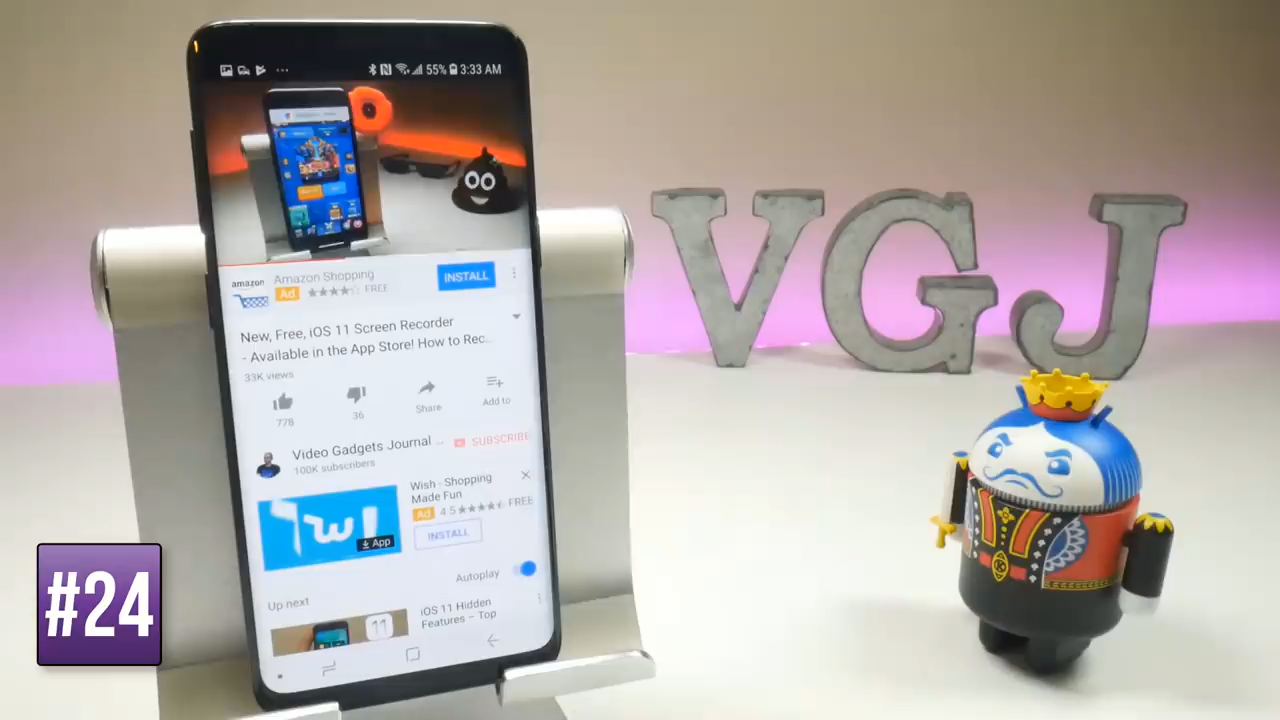 55% 3:33 AM
amazon
Amazon Shopping
Ad FREE
INSTALL
New, Free, iOS 11 Screen Recorder
- Available in the App Store! How to Rec...
33K views
778
36
Share
Add to
Video Gadgets Journal ...
SUBSCRIBE
100K subscribers
Wish - Shopping
Made Fun
Ad 4.5 FREE
App
INSTALL
Autoplay
Up next
iOS 11 Hidden
Features – Top
11
VGJ
K
#24